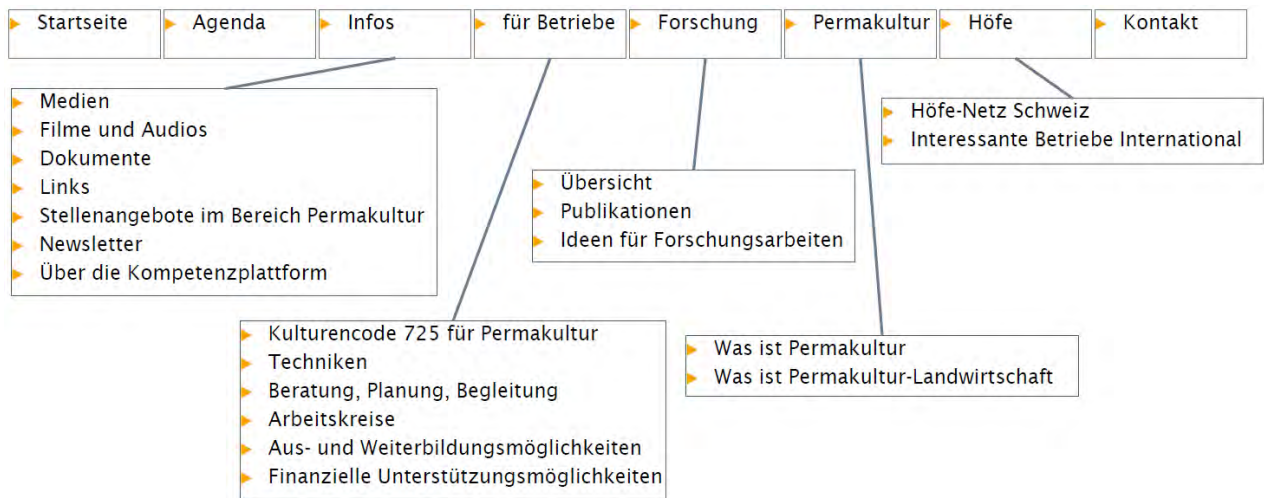 Startseite
Agenda
Infos
für Betriebe
Forschung
Permakultur
Höfe
Kontakt
Medien
Filme und Audios
Dokumente
Links
Stellenangebote im Bereich Permakultur
Newsletter
Über die Kompetenzplattform
Kulturencode 725 für Permakultur
Techniken
Beratung, Planung, Begleitung
Arbeitskreise
Aus- und Weiterbildungsmöglichkeiten
Finanzielle Unterstützungsmöglichkeiten
Übersicht
Publikationen
Ideen für Forschungsarbeiten
Was ist Permakultur
Was ist Permakultur-Landwirtschaft
Höfe-Netz Schweiz
Interessante Betriebe International